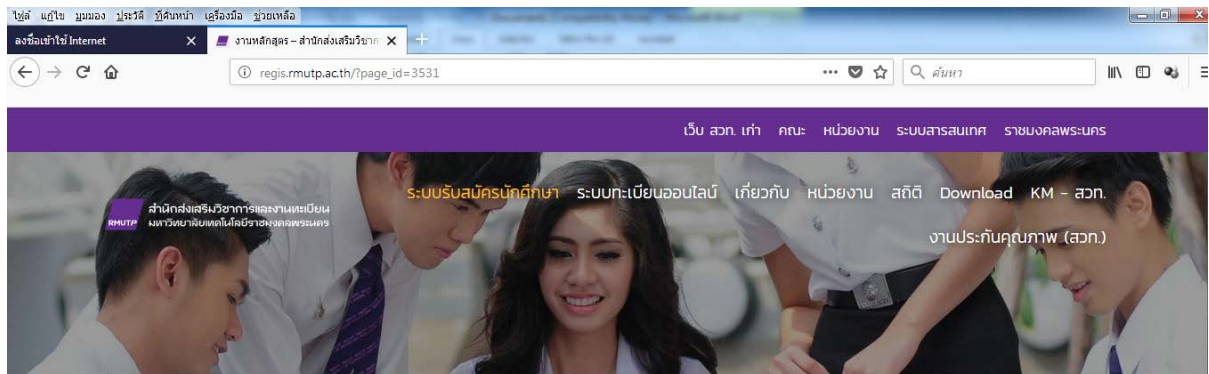 ไฟล์ แก้ไข มุมมอง ประวัติ ที่คั่นหน้า เครื่องมือ ช่วยเหลือ
ลงชื่อเข้าใช้ Internet
งานหลักสูตร – สำนักส่งเสริมวิชาก
regis.rmutp.ac.th/?page_id=3531
ค้นหา
เว็บ สวท. เก่า คณะ หน่วยงาน ระบบสารสนเทศ ราชมงคลพระนคร
ระบบรับสมัครนักศึกษา ระบบทะเบียนออนไลน์ เกี่ยวกับ หน่วยงาน สถิติ Download KM – สวท.
RMUTP
สำนักส่งเสริมวิชาการและงานทะเบียน
มหาวิทยาลัยเทคโนโลยีราชมงคลพระนคร
งานประกันคุณภาพ (สวท.)